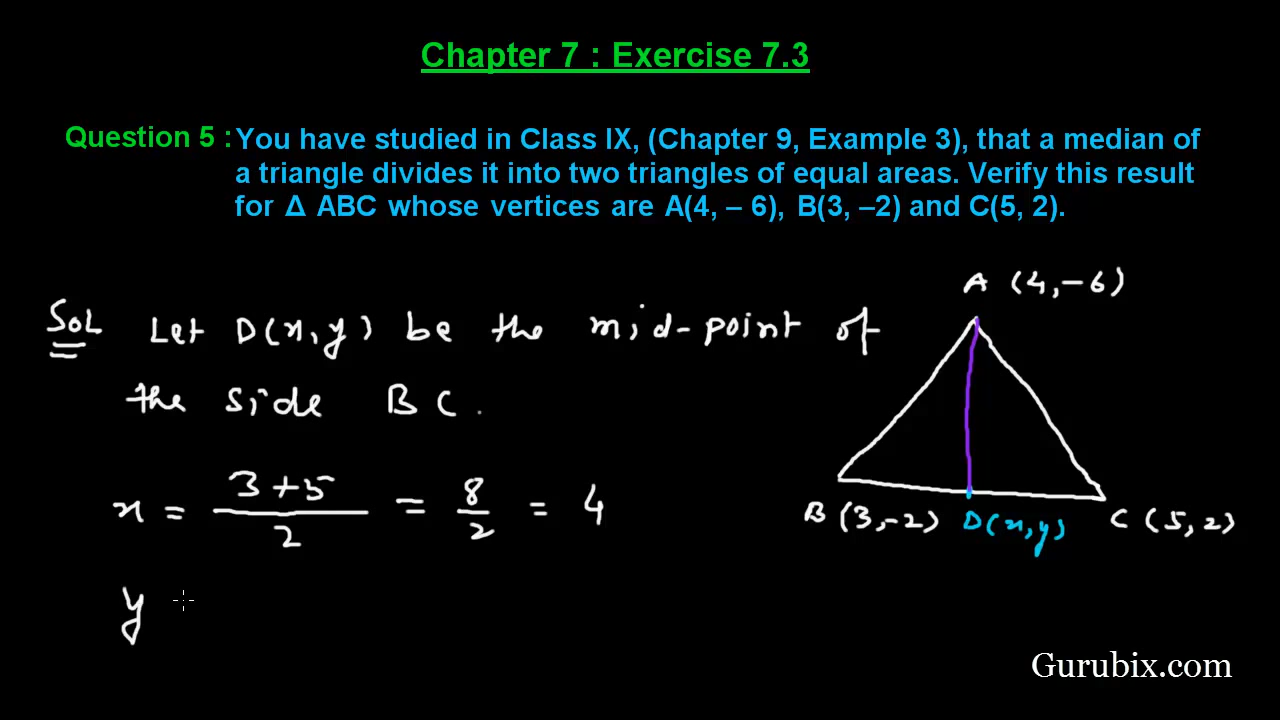 Chapter 7 : Exercise 7.3
Question 5 : You have studied in Class IX, (Chapter 9, Example 3), that a median of
a triangle divides it into two triangles of equal areas. Verify this result
for Δ ABC whose vertices are A(4, – 6), B(3, –2) and C(5, 2).
A (4, -6)
Sol Let D(x, y) be the mid-point of
the side BC.
x = 3+5/2 = 8/2 = 4
B (3, -2) D(x, y) C (5, 2)
y
Gurubix.com